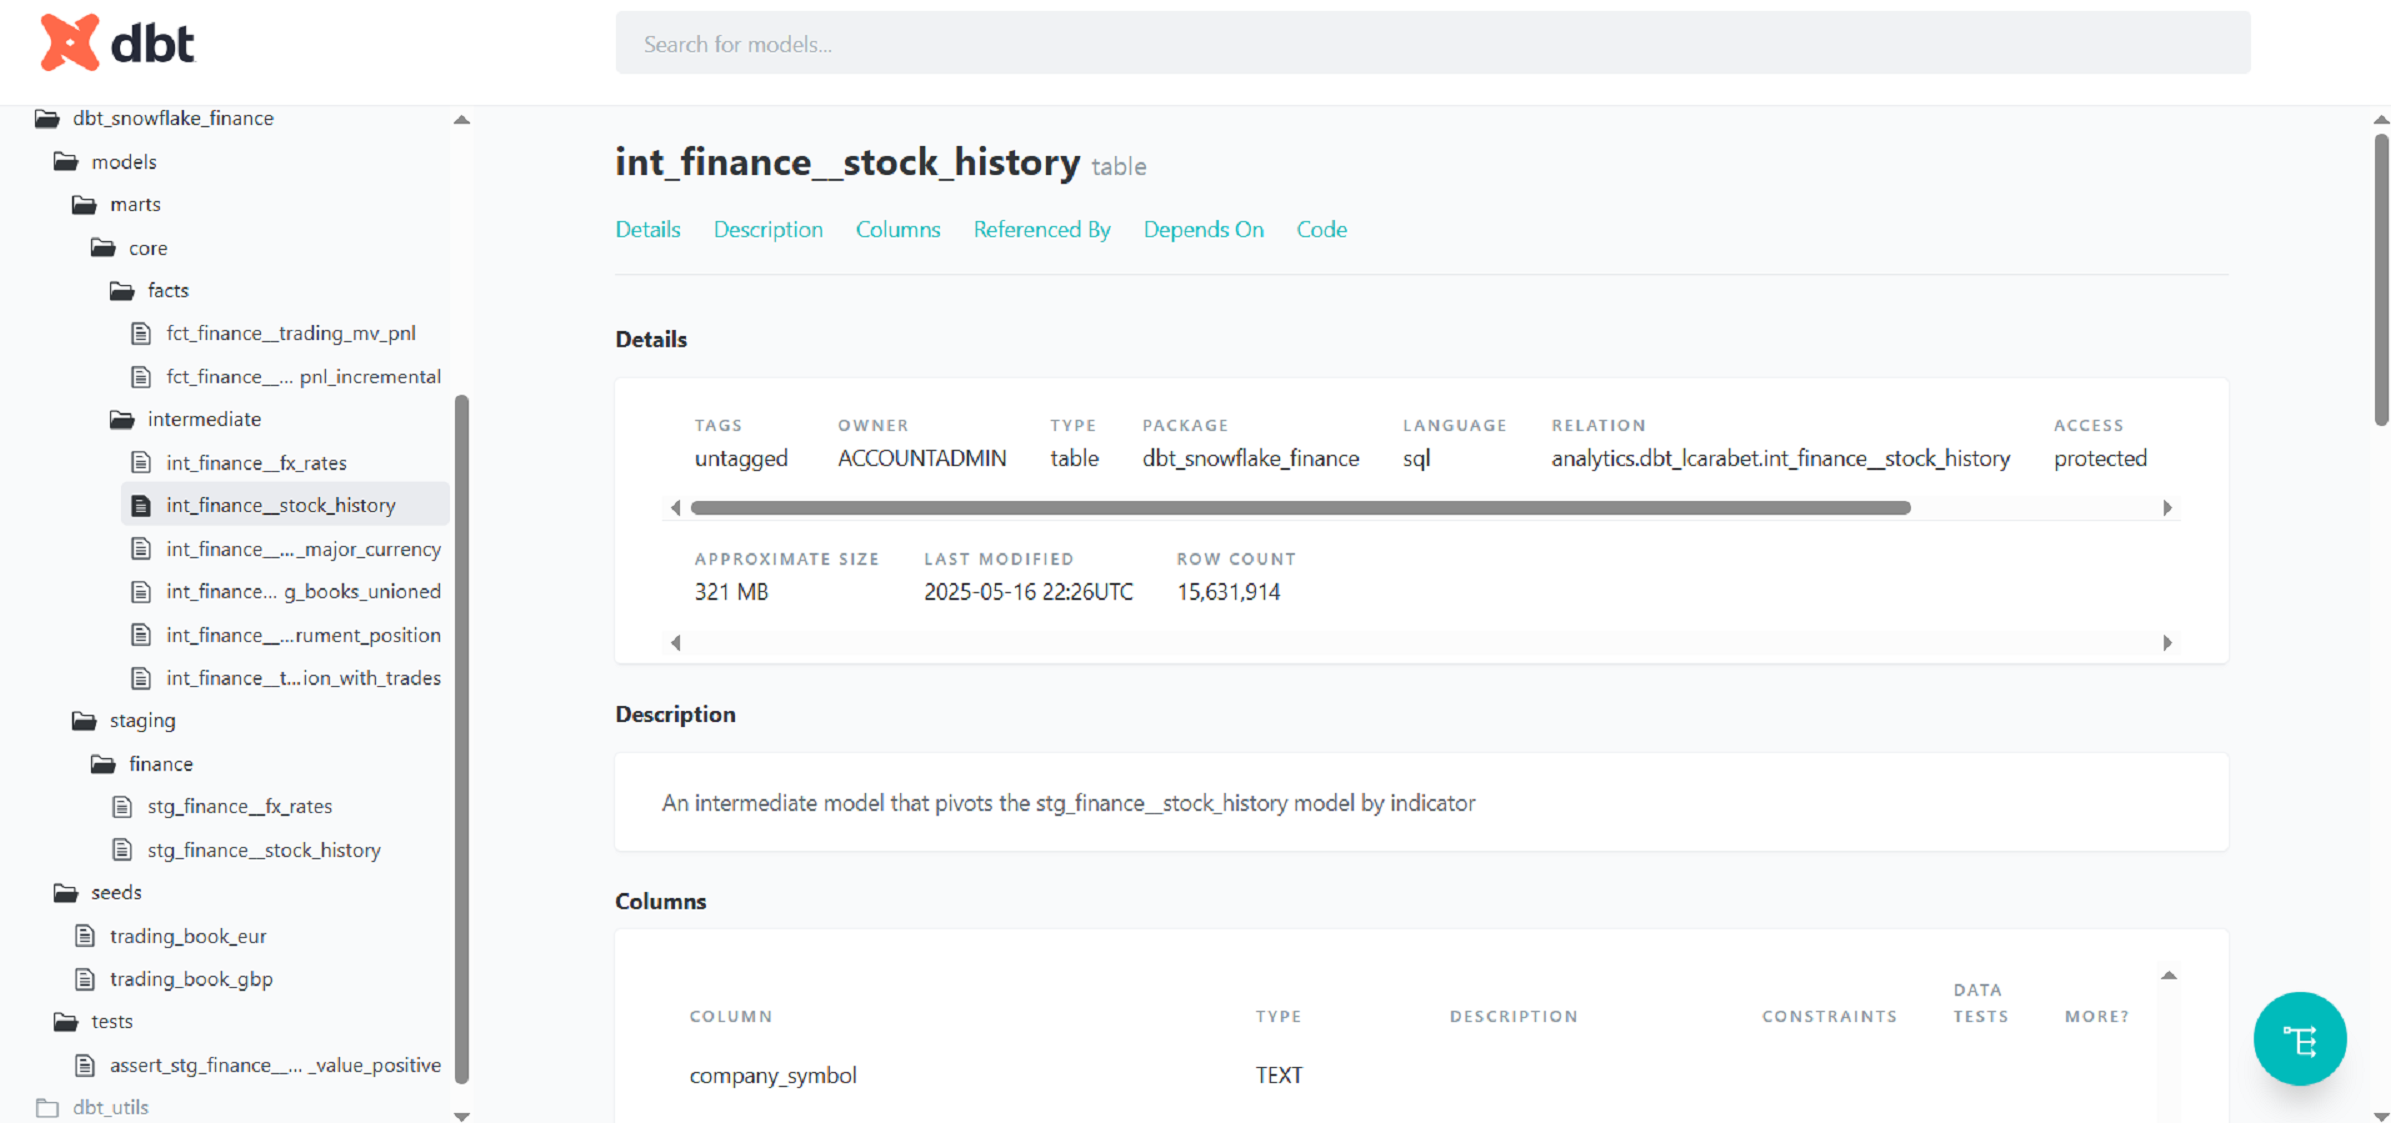 dbt
Search for models...
dbt_snowflake_finance
models
marts
core
facts
fct_finance__trading_mv_pnl
fct_finance__... pnl_incremental
intermediate
int_finance__fx_rates
int_finance__stock_history
int_finance__... _major_currency
int_finance... g_books_unioned
int_finance__...rument_position
int_finance__t...ion_with_trades
staging
finance
stg_finance__fx_rates
stg_finance__stock_history
seeds
trading_book_eur
trading_book_gbp
tests
assert_stg_finance__... _value_positive
dbt_utils
int_finance__stock_history table
Details Description Columns Referenced By Depends On Code
Details
TAGS OWNER TYPE PACKAGE LANGUAGE RELATION ACCESS
untagged ACCOUNTADMIN table dbt_snowflake_finance sql analytics.dbt_lcarabet.int_finance__stock_history protected
APPROXIMATE SIZE LAST MODIFIED ROW COUNT
321 MB 2025-05-16 22:26UTC 15,631,914
Description
An intermediate model that pivots the stg_finance__stock_history model by indicator
Columns
COLUMN TYPE DESCRIPTION CONSTRAINTS DATA TESTS MORE?
company_symbol TEXT